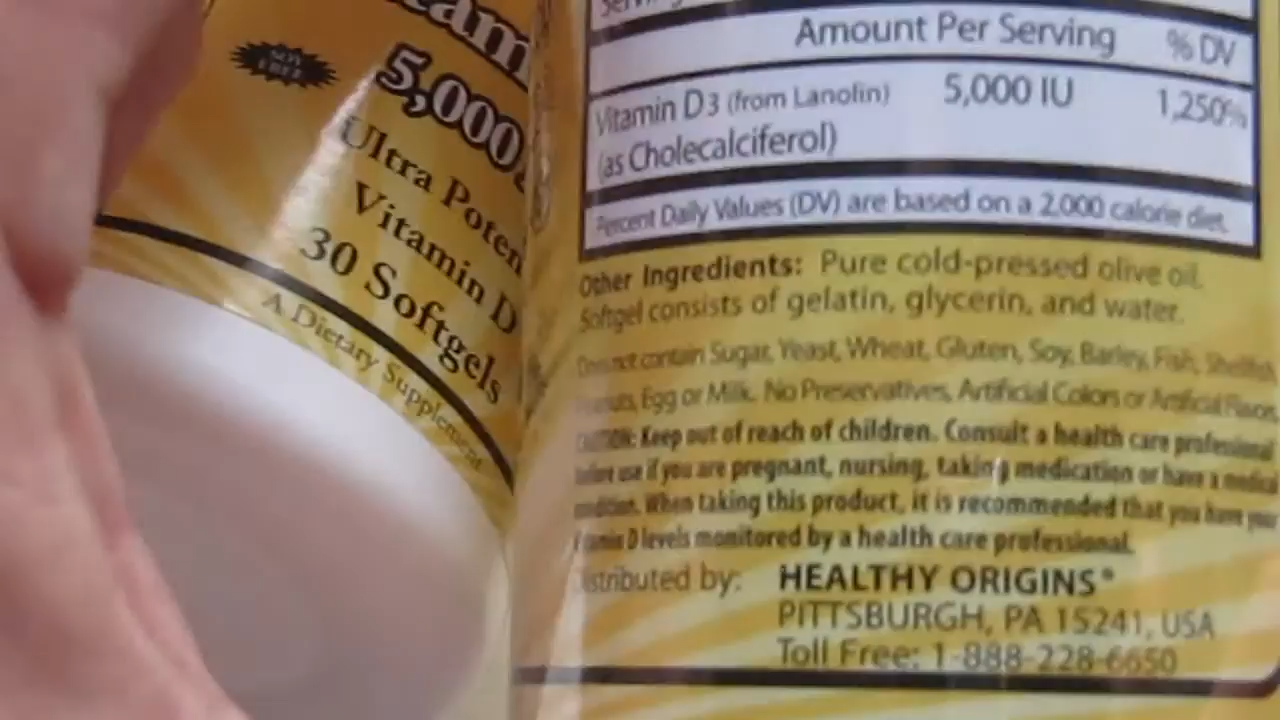 SOY
FREE
5,000
Ultra Poten
Vitamin D
30 Softgels
A Dietary Supplement
Amount Per Serving % DV
Vitamin D3 (from Lanolin) 5,000 IU 1,250%
(as Cholecalciferol)
Percent Daily Values (DV) are based on a 2,000 calorie diet.
Other Ingredients: Pure cold-pressed olive oil.
Softgel consists of gelatin, glycerin, and water.
Does not contain Sugar, Yeast, Wheat, Gluten, Soy, Barley, Fish, Shellfish,
Egg or Milk. No Preservatives, Artificial Colors or Artificial Flavors
CAUTION: Keep out of reach of children. Consult a health care professional
before use if you are pregnant, nursing, taking medication or have a medical
condition. When taking this product, it is recommended that you have your
D levels monitored by a health care professional.
istributed by: HEALTHY ORIGINS®
PITTSBURGH, PA 15241, USA
Toll Free: 1-888-228-6650